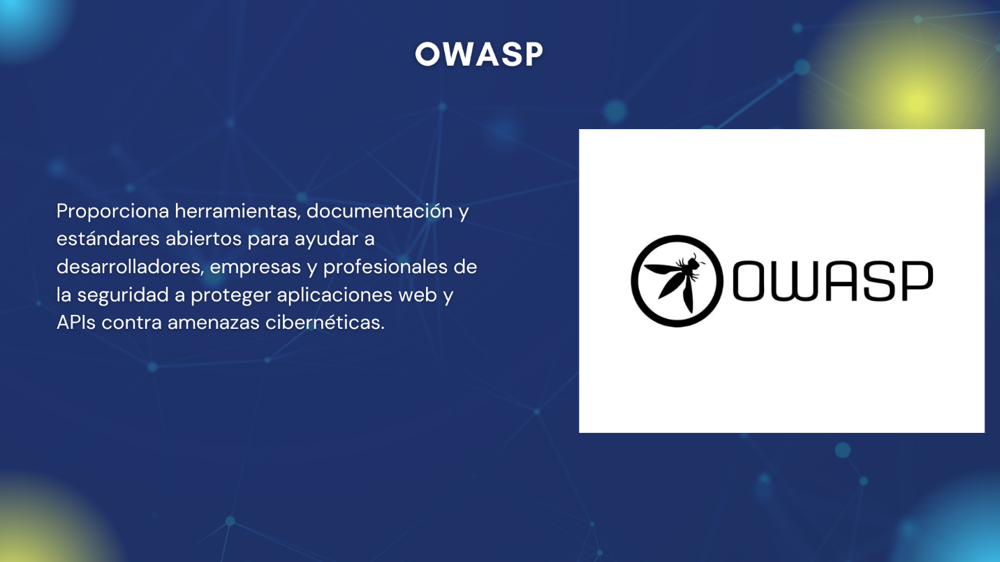 OWASP
Proporciona herramientas, documentación y
estándares abiertos para ayudar a
desarrolladores, empresas y profesionales de
la seguridad a proteger aplicaciones web y
APIs contra amenazas cibernéticas.
OWASP